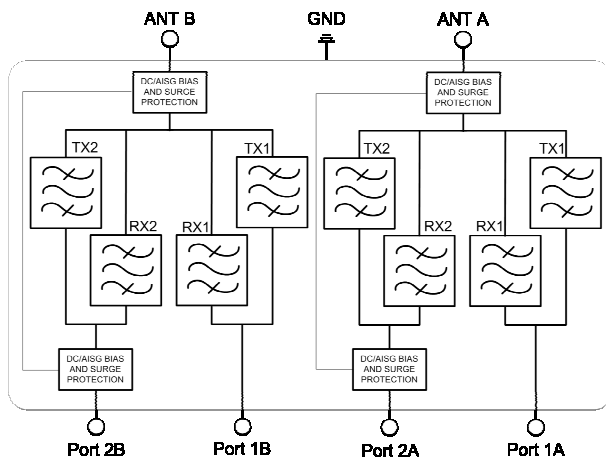 ANT B
GND
ANT A
DC/AISG BIAS
AND SURGE
PROTECTION
DC/AISG BIAS
AND SURGE
PROTECTION
TX2
TX1
TX2
TX1
RX2
RX1
RX2
RX1
DC/AISG BIAS
AND SURGE
PROTECTION
DC/AISG BIAS
AND SURGE
PROTECTION
Port 2B
Port 1B
Port 2A
Port 1A